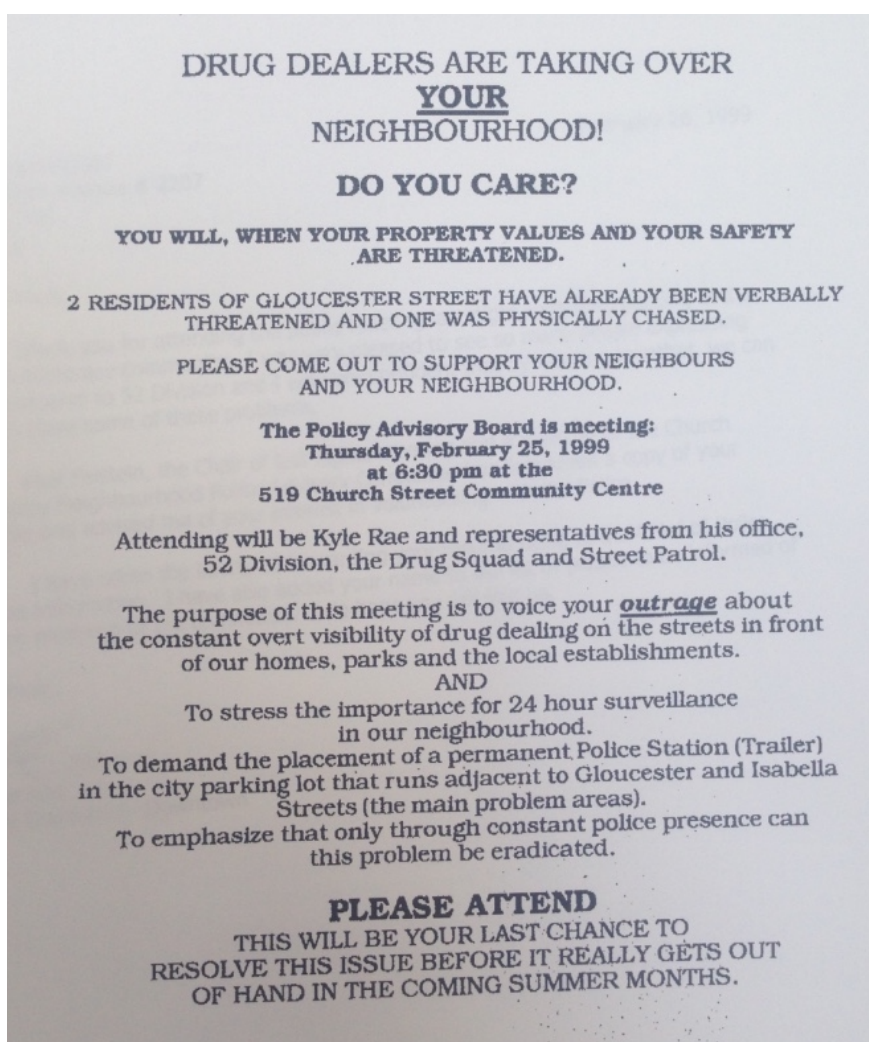 DRUG DEALERS ARE TAKING OVER
YOUR
NEIGHBOURHOOD!
DO YOU CARE?
YOU WILL, WHEN YOUR PROPERTY VALUES AND YOUR SAFETY
ARE THREATENED.
2 RESIDENTS OF GLOUCESTER STREET HAVE ALREADY BEEN VERBALLY
THREATENED AND ONE WAS PHYSICALLY CHASED.
PLEASE COME OUT TO SUPPORT YOUR NEIGHBOURS
AND YOUR NEIGHBOURHOOD.
The Policy Advisory Board is meeting:
Thursday, February 25, 1999
at 6:30 pm at the
519 Church Street Community Centre
Attending will be Kyle Rae and representatives from his office,
52 Division, the Drug Squad and Street Patrol.
The purpose of this meeting is to voice your outrage about
the constant overt visibility of drug dealing on the streets in front
of our homes, parks and the local establishments.
AND
To stress the importance for 24 hour surveillance
in our neighbourhood.
To demand the placement of a permanent Police Station (Trailer)
in the city parking lot that runs adjacent to Gloucester and Isabella
Streets (the main problem areas).
To emphasize that only through constant police presence can
this problem be eradicated.
PLEASE ATTEND
THIS WILL BE YOUR LAST CHANCE TO
RESOLVE THIS ISSUE BEFORE IT REALLY GETS OUT
OF HAND IN THE COMING SUMMER MONTHS.